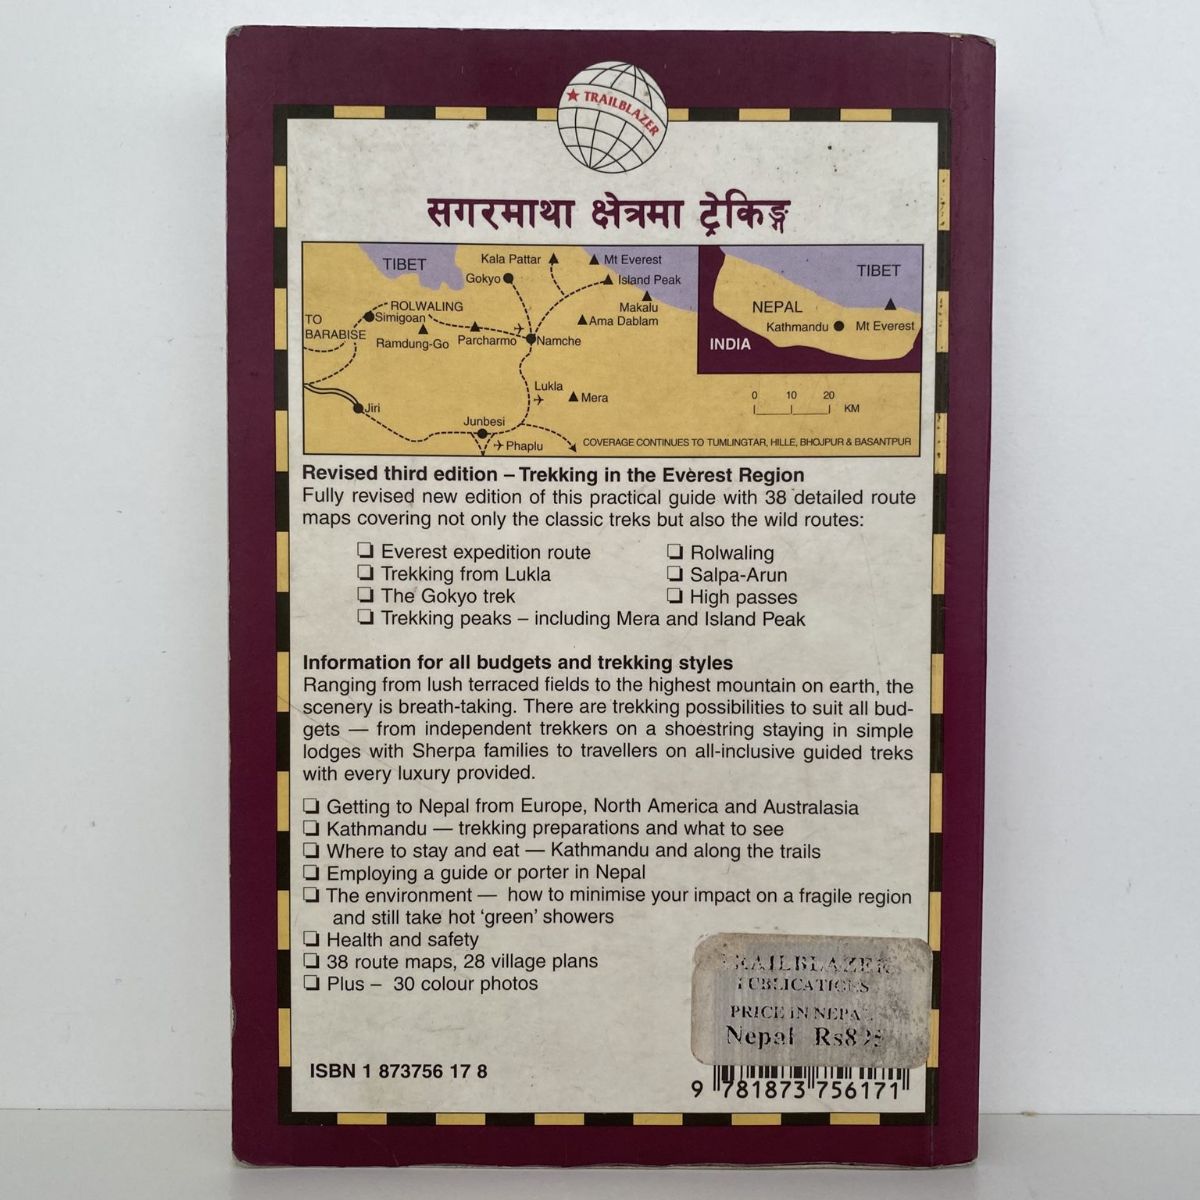 TRAILBLAZER
सगरमाथा क्षेत्रमा ट्रेकिङ्ग
TIBET
Kala Pattar
Mt Everest
Gokyo
Island Peak
Makalu
ROLWALING
Simigoan
TO
BARABISE
Ramdung-Go
Parcharmo
Ama Dablam
Namche
Lukla
Mera
Jiri
Junbesi
Phaplu
TIBET
NEPAL
Kathmandu
Mt Everest
INDIA
0 10 20
KM
COVERAGE CONTINUES TO TUMLINGTAR, HILLE, BHOJPUR & BASANTPUR
Revised third edition – Trekking in the Everest Region
Fully revised new edition of this practical guide with 38 detailed route
maps covering not only the classic treks but also the wild routes:
❏ Everest expedition route
❏ Rolwaling
❏ Trekking from Lukla
❏ Salpa-Arun
❏ The Gokyo trek
❏ High passes
❏ Trekking peaks – including Mera and Island Peak
Information for all budgets and trekking styles
Ranging from lush terraced fields to the highest mountain on earth, the
scenery is breath-taking. There are trekking possibilities to suit all bud-
gets — from independent trekkers on a shoestring staying in simple
lodges with Sherpa families to travellers on all-inclusive guided treks
with every luxury provided.
❏ Getting to Nepal from Europe, North America and Australasia
❏ Kathmandu — trekking preparations and what to see
❏ Where to stay and eat — Kathmandu and along the trails
❏ Employing a guide or porter in Nepal
❏ The environment — how to minimise your impact on a fragile region
and still take hot ‘green’ showers
❏ Health and safety
❏ 38 route maps, 28 village plans
❏ Plus – 30 colour photos
TRAILBLAZER
PUBLICATIONS
PRICE IN NEPAL
Nepal
ISBN 1 873756 17 8
9 781873 756171